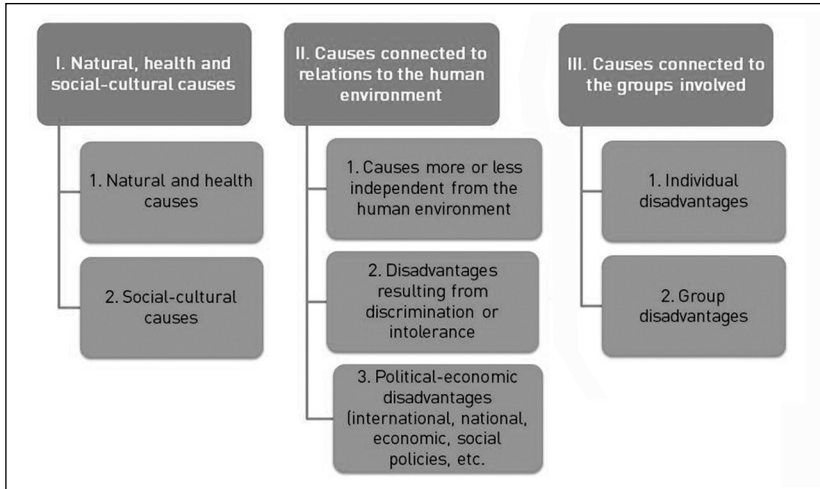 I. Natural, health and
social-cultural causes
1. Natural and health
causes
2. Social-cultural
causes
II. Causes connected to
relations to the human
environment
1. Causes more or less
independent from the
human environment
2. Disadvantages
resulting from
discrimination or
intolerance
3. Political-economic
disadvantages
(international, national,
economic, social
policies, etc.
III. Causes connected to
the groups involved
1. Individual
disadvantages
2. Group
disadvantages